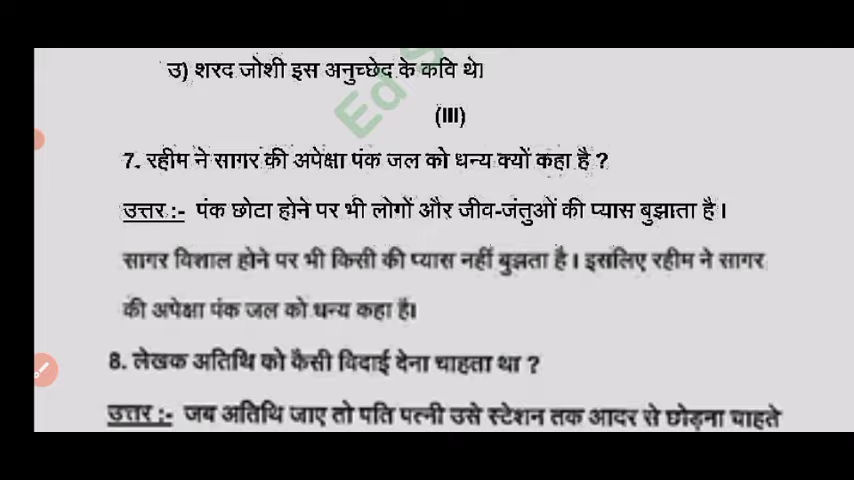 उ) शरद जोशी इस अनुच्छेद के कवि थे।
Ed S
(III)
7. रहीम ने सागर की अपेक्षा पंक जल को धन्य क्यों कहा है ?
उत्तर :- पंक छोटा होने पर भी लोगों और जीव-जंतुओं की प्यास बुझाता है।
सागर विशाल होने पर भी किसी की प्यास नहीं बुझता है। इसलिए रहीम ने सागर
की अपेक्षा पंक जल को धन्य कहा है।
8. लेखक अतिथि को कैसी विदाई देना चाहता था ?
उत्तर :- जब अतिथि जाए तो पति पत्नी उसे स्टेशन तक आदर से छोड़ना चाहते